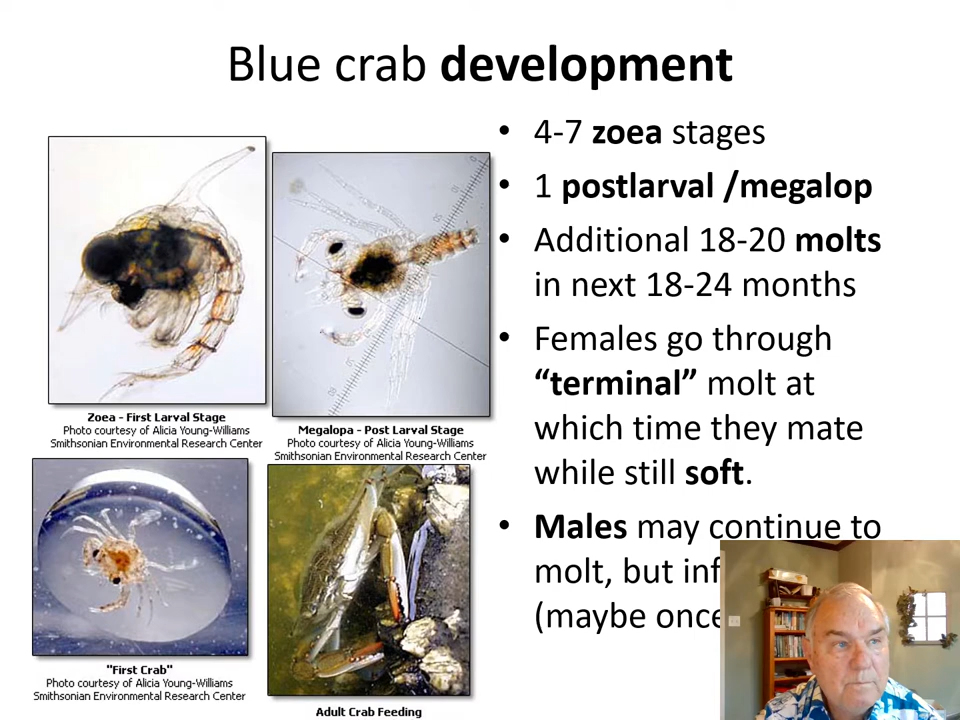 Blue crab development
• 4-7 zoea stages
• 1 postlarval /megalop
• Additional 18-20 molts
in next 18-24 months
• Females go through
“terminal” molt at
which time they mate
while still soft.
• Males may continue to
molt, but
(maybe once
Zoea - First Larval Stage
Photo courtesy of Alicia Young-Williams
Smithsonian Environmental Research Center
Megalopa - Post Larval Stage
Photo courtesy of Alicia Young-Williams
Smithsonian Environmental Research Center
"First Crab"
Photo courtesy of Alicia Young-Williams
Smithsonian Environmental Research Center
Adult Crab Feeding